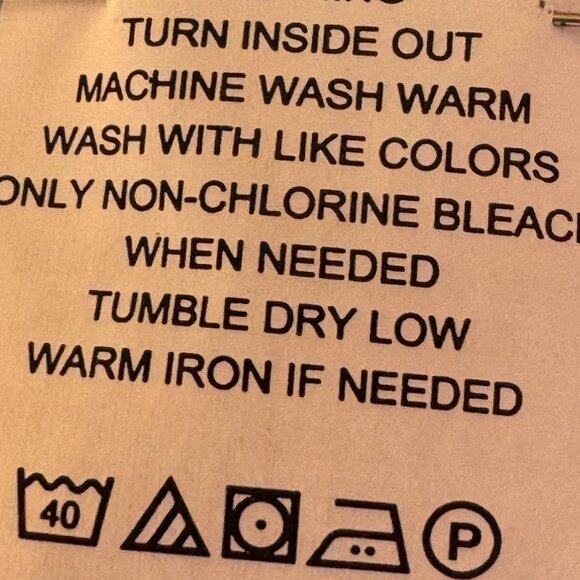 TURN INSIDE OUT
MACHINE WASH WARM
WASH WITH LIKE COLORS
ONLY NON-CHLORINE BLEACH
WHEN NEEDED
TUMBLE DRY LOW
WARM IRON IF NEEDED
40 P